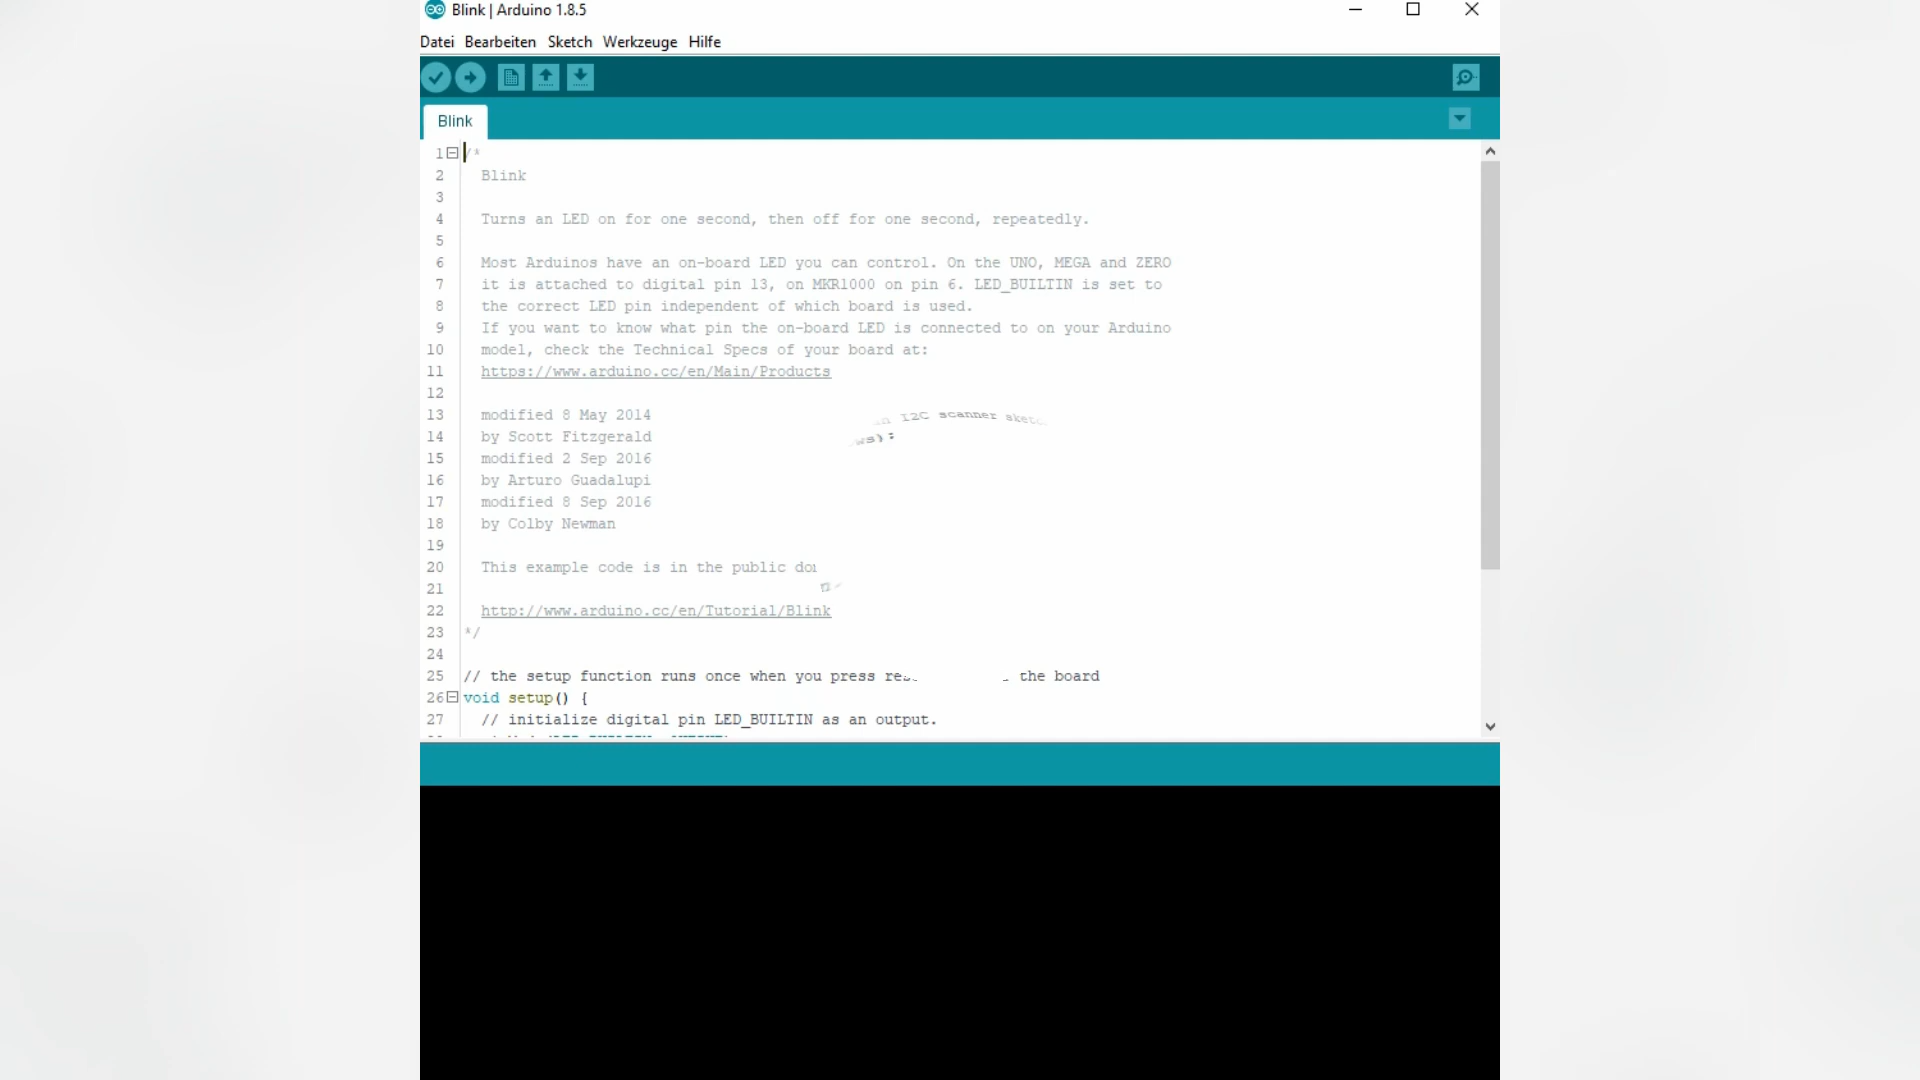 Blink | Arduino 1.8.5
Datei Bearbeiten Sketch Werkzeuge Hilfe
Blink
1 /*
2 Blink
3
4 Turns an LED on for one second, then off for one second, repeatedly.
5
6 Most Arduinos have an on-board LED you can control. On the UNO, MEGA and ZERO
7 it is attached to digital pin 13, on MKR1000 on pin 6. LED_BUILTIN is set to
8 the correct LED pin independent of which board is used.
9 If you want to know what pin the on-board LED is connected to on your Arduino
10 model, check the Technical Specs of your board at:
11 https://www.arduino.cc/en/Main/Products
12
13 modified 8 May 2014
I2C scanner
14 by Scott Fitzgerald
15 modified 2 Sep 2016
16 by Arturo Guadalupi
17 modified 8 Sep 2016
18 by Colby Newman
19
20 This example code is in the public
21
22 http://www.arduino.cc/en/Tutorial/Blink
23 */
24
25 // the setup function runs once when you press the board
26 void setup() {
27 // initialize digital pin LED_BUILTIN as an output.